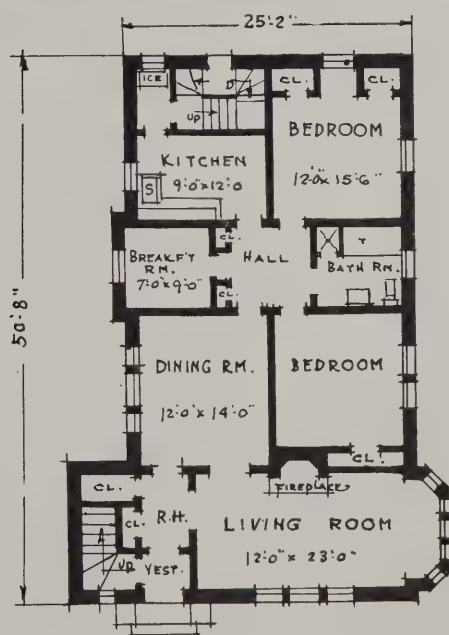 25'-2"
ICE
CL.
CL.
UP
D
BEDROOM
KITCHEN
9'-0"x12'-0
12'-0"x 15'-6"
S
CL.
HALL
T
BREAKF'T
RM.
BATH RM.
7'-0"x9'-0"
CL.
50'-8"
DINING RM.
BEDROOM
12'-0"x 14'-0"
CL.
CL.
FIREPLACE
CL.
R.H.
LIVING ROOM
12'-0" x 23'-0"
UP
VEST.